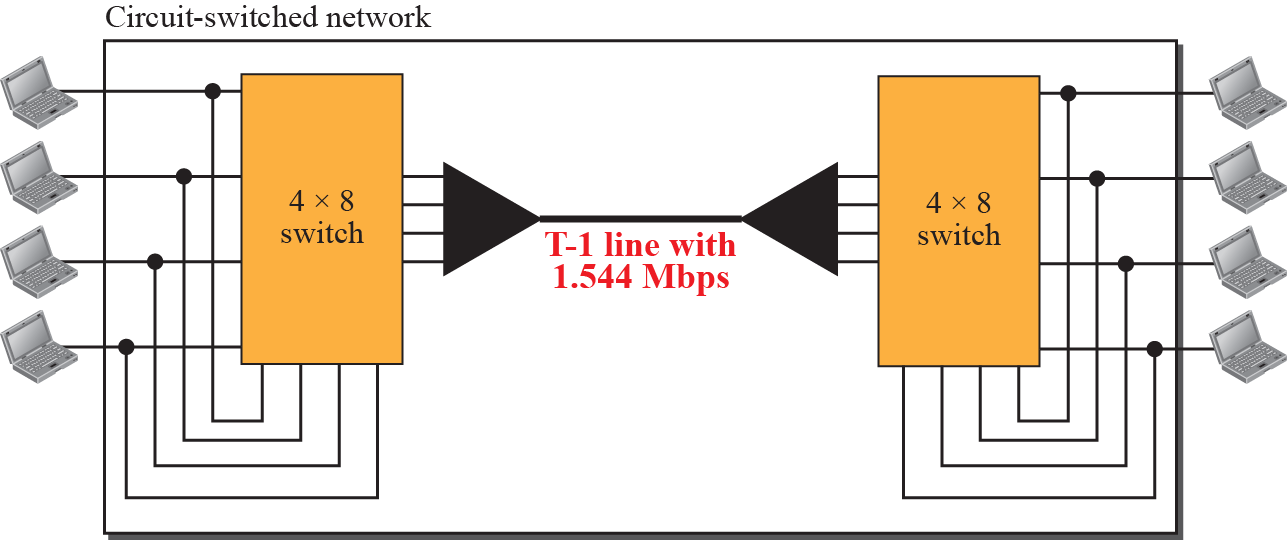 Circuit-switched network
4 × 8
switch
T-1 line with
1.544 Mbps
4 × 8
switch